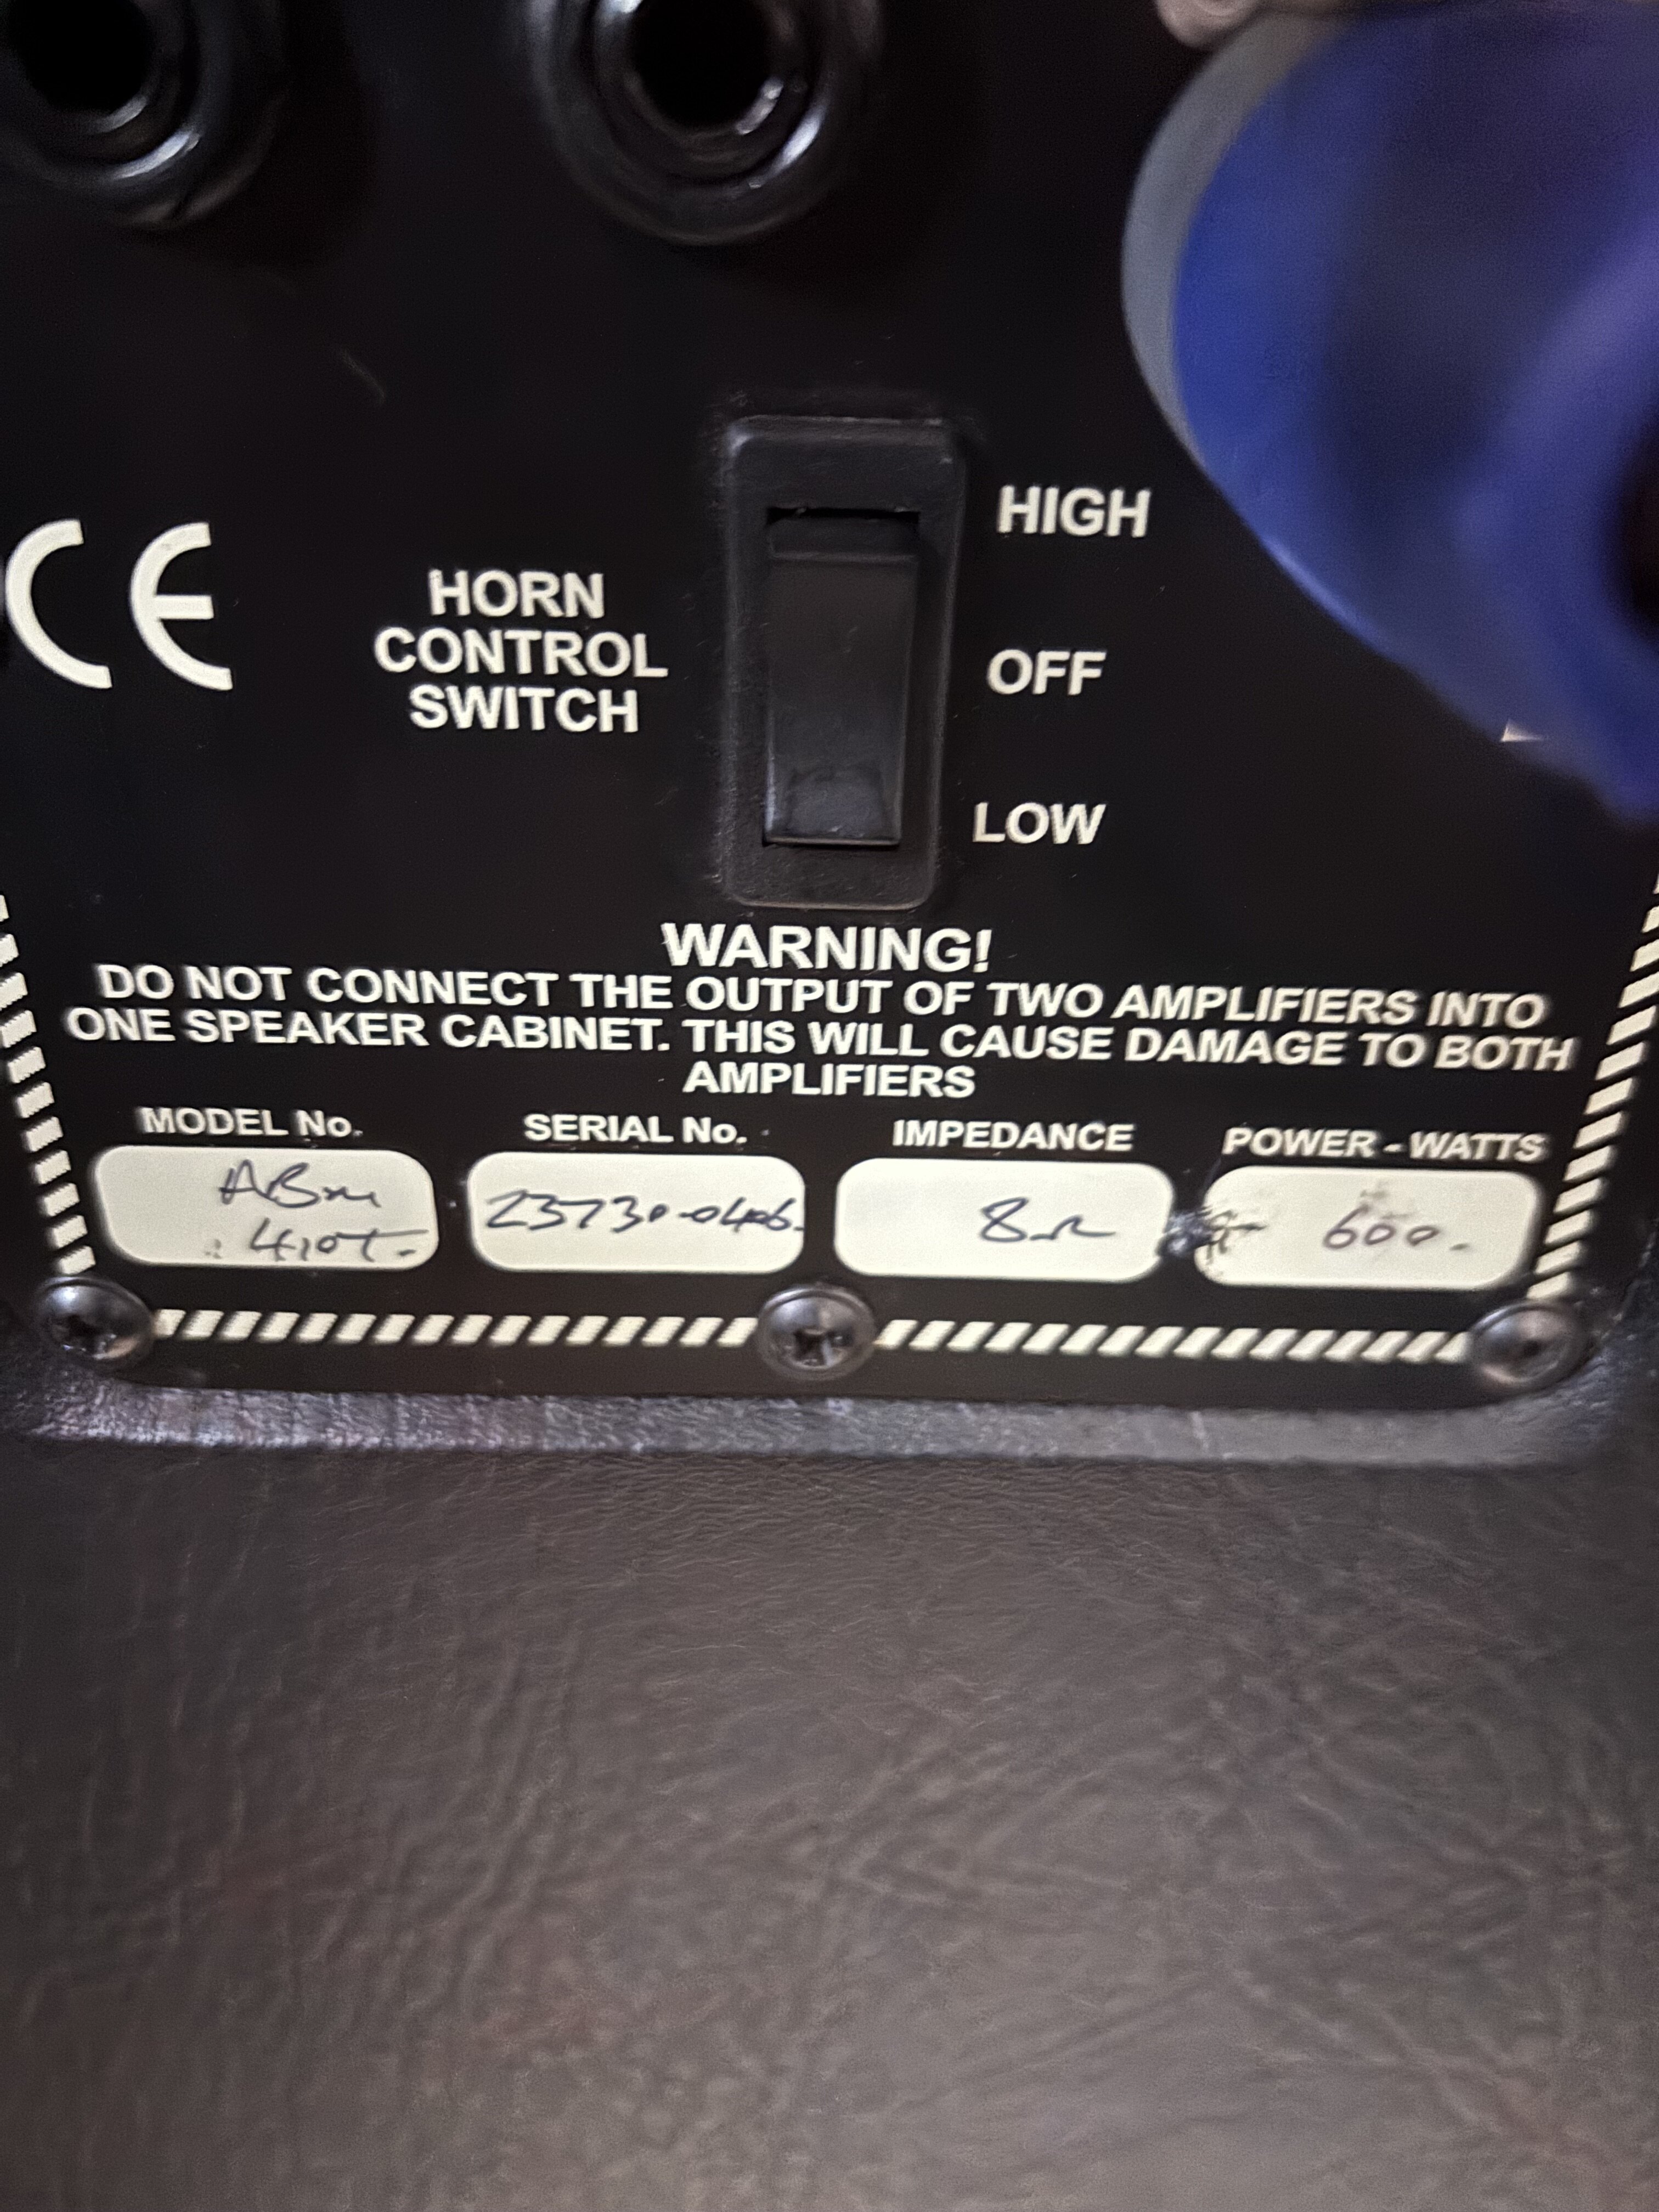 CE
HORN
CONTROL
SWITCH
HIGH
OFF
LOW
WARNING!
DO NOT CONNECT THE OUTPUT OF TWO AMPLIFIERS INTO
ONE SPEAKER CABINET. THIS WILL CAUSE DAMAGE TO BOTH
AMPLIFIERS
MODEL No.
ABM
410T.
SERIAL No.
IMPEDANCE
8Ω
POWER - WATTS
600.